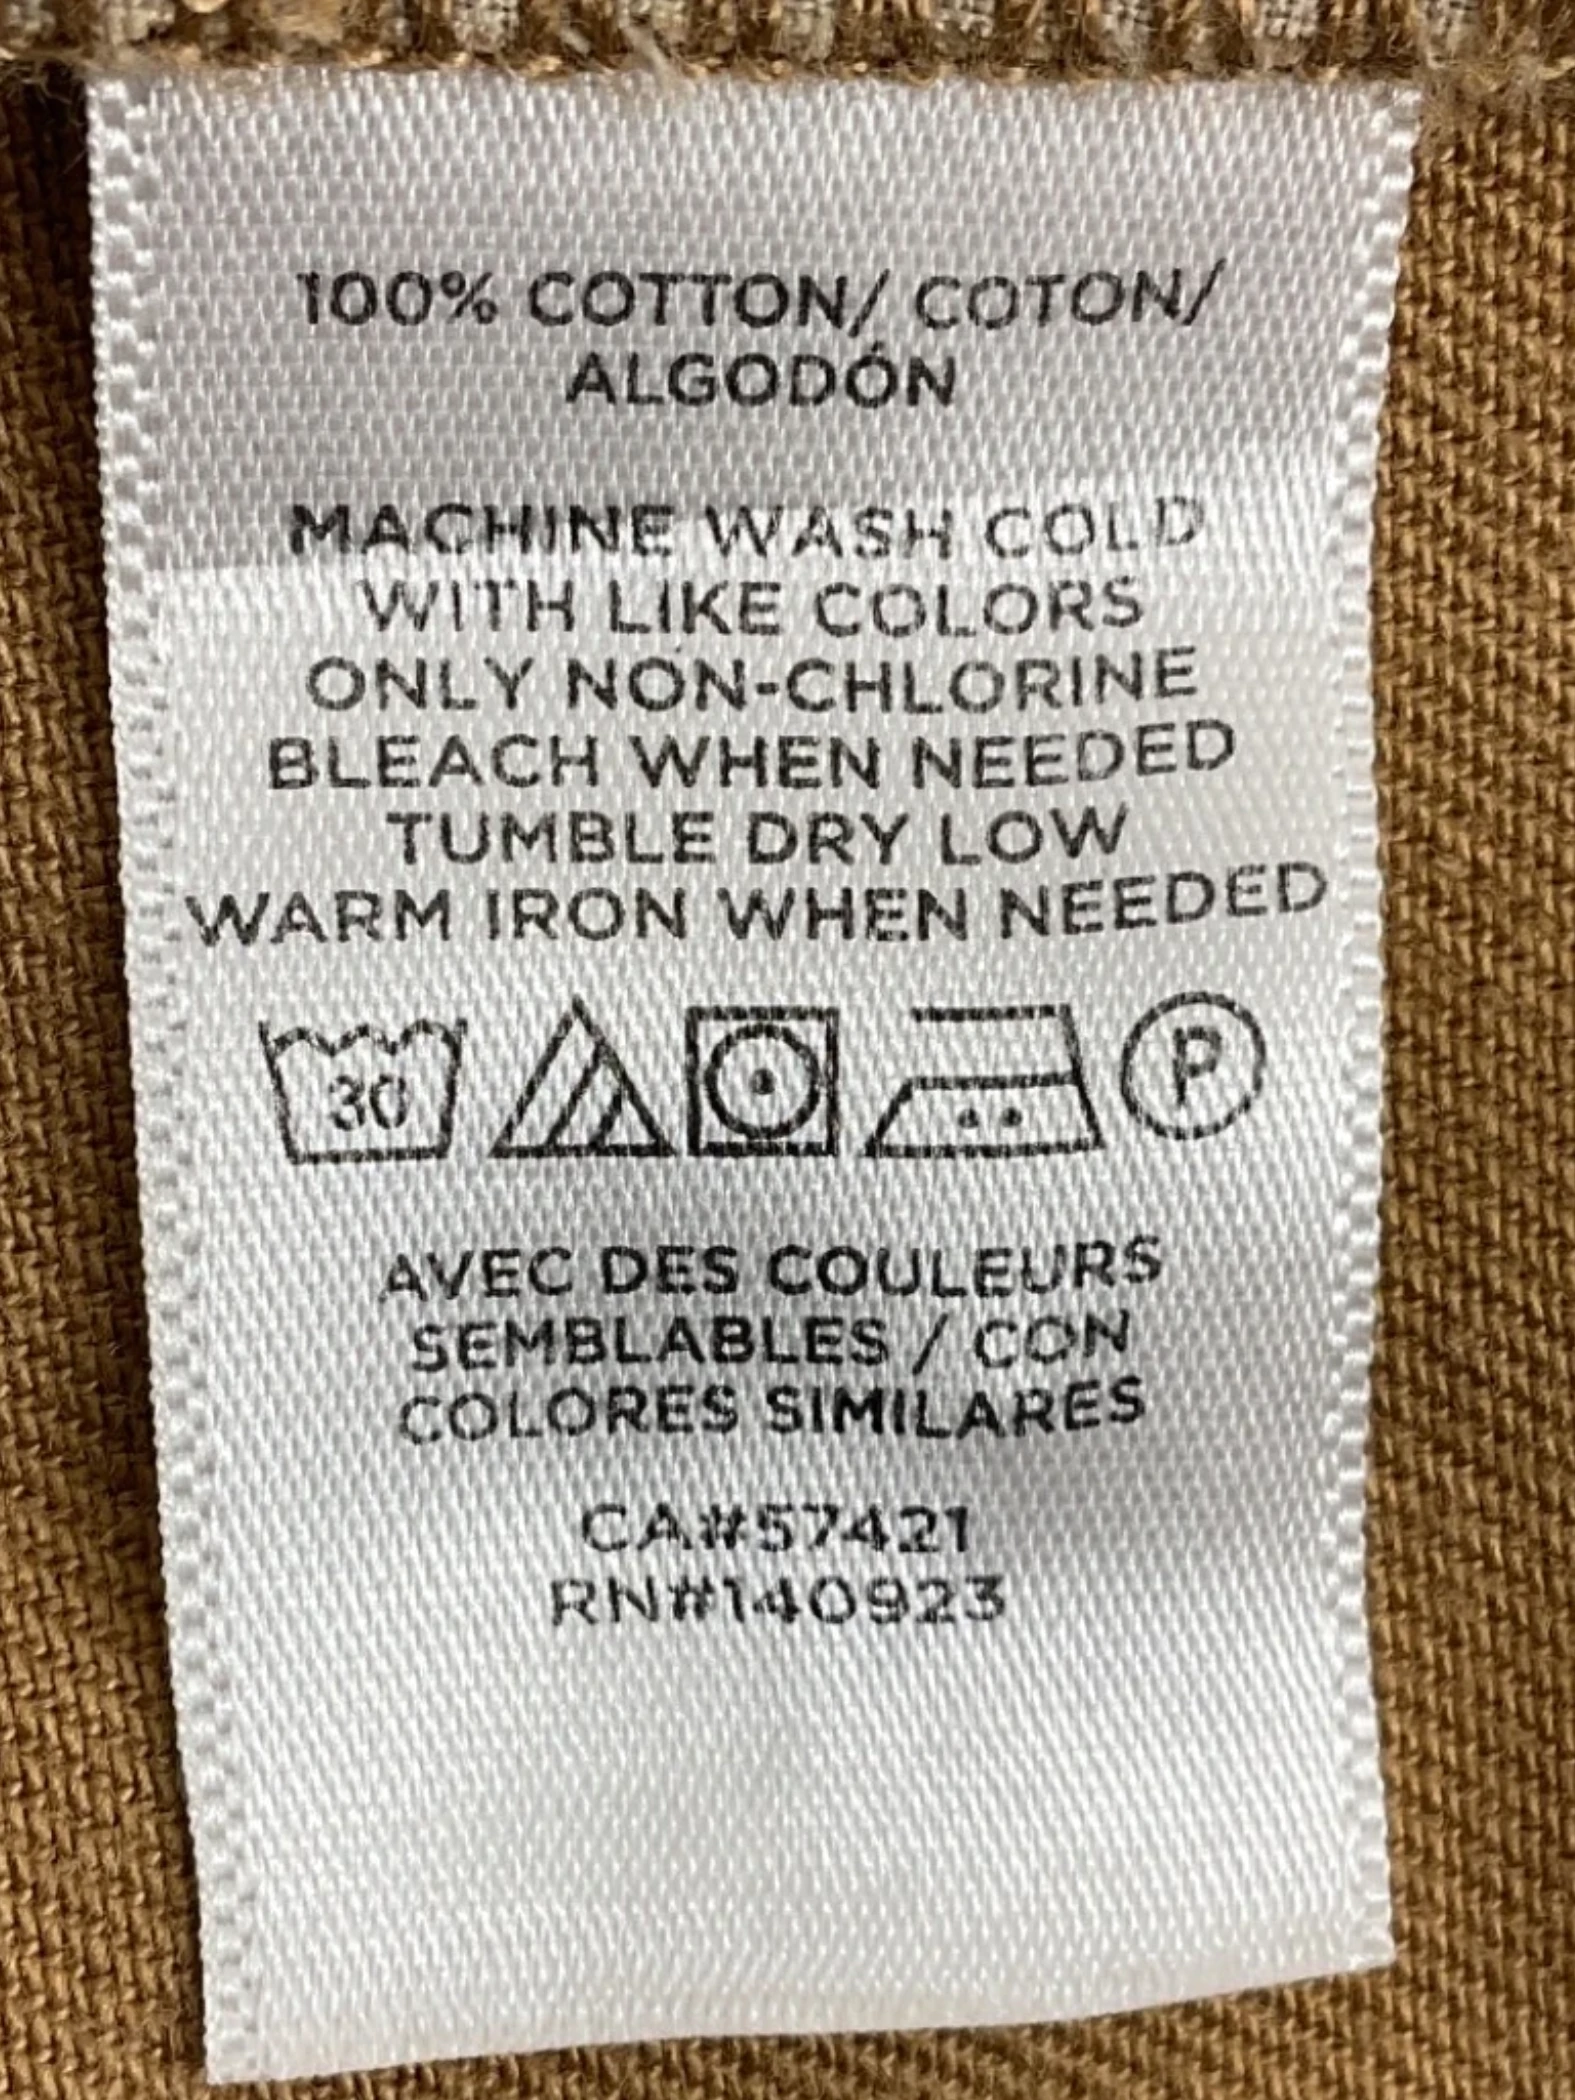 100% COTTON/ COTON/
ALGODÓN
MACHINE WASH COLD
WITH LIKE COLORS
ONLY NON-CHLORINE
BLEACH WHEN NEEDED
TUMBLE DRY LOW
WARM IRON WHEN NEEDED
30 P
AVEC DES COULEURS
SEMBLABLES / CON
COLORES SIMILARES
CA#57421
RN#140923